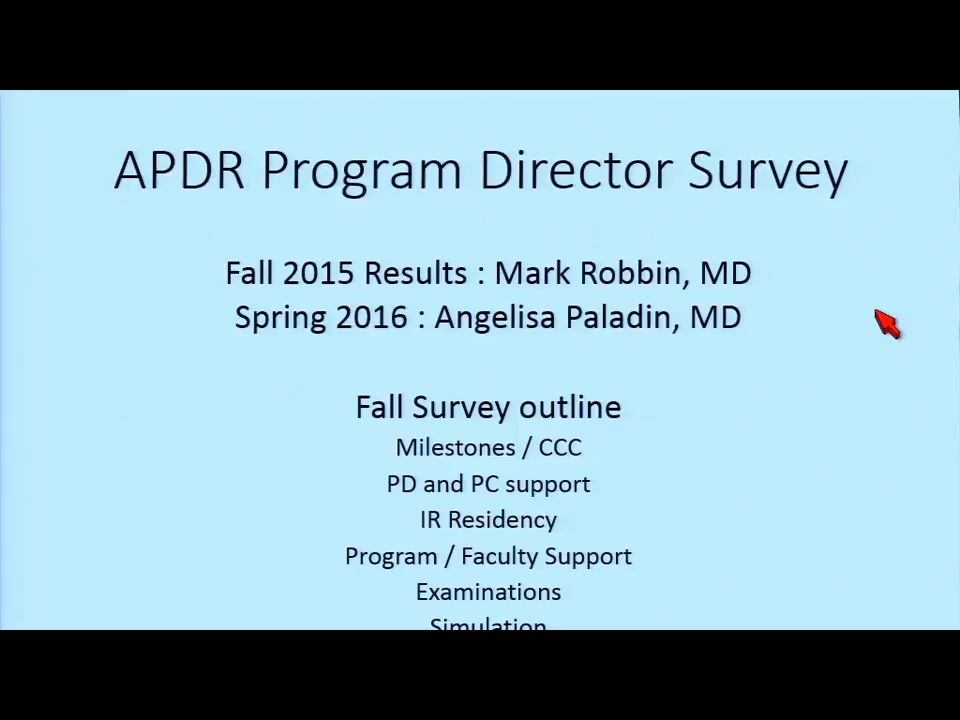 APDR Program Director Survey
Fall 2015 Results : Mark Robbin, MD
Spring 2016 : Angelisa Paladin, MD
Fall Survey outline
Milestones / CCC
PD and PC support
IR Residency
Program / Faculty Support
Examinations
Simulation